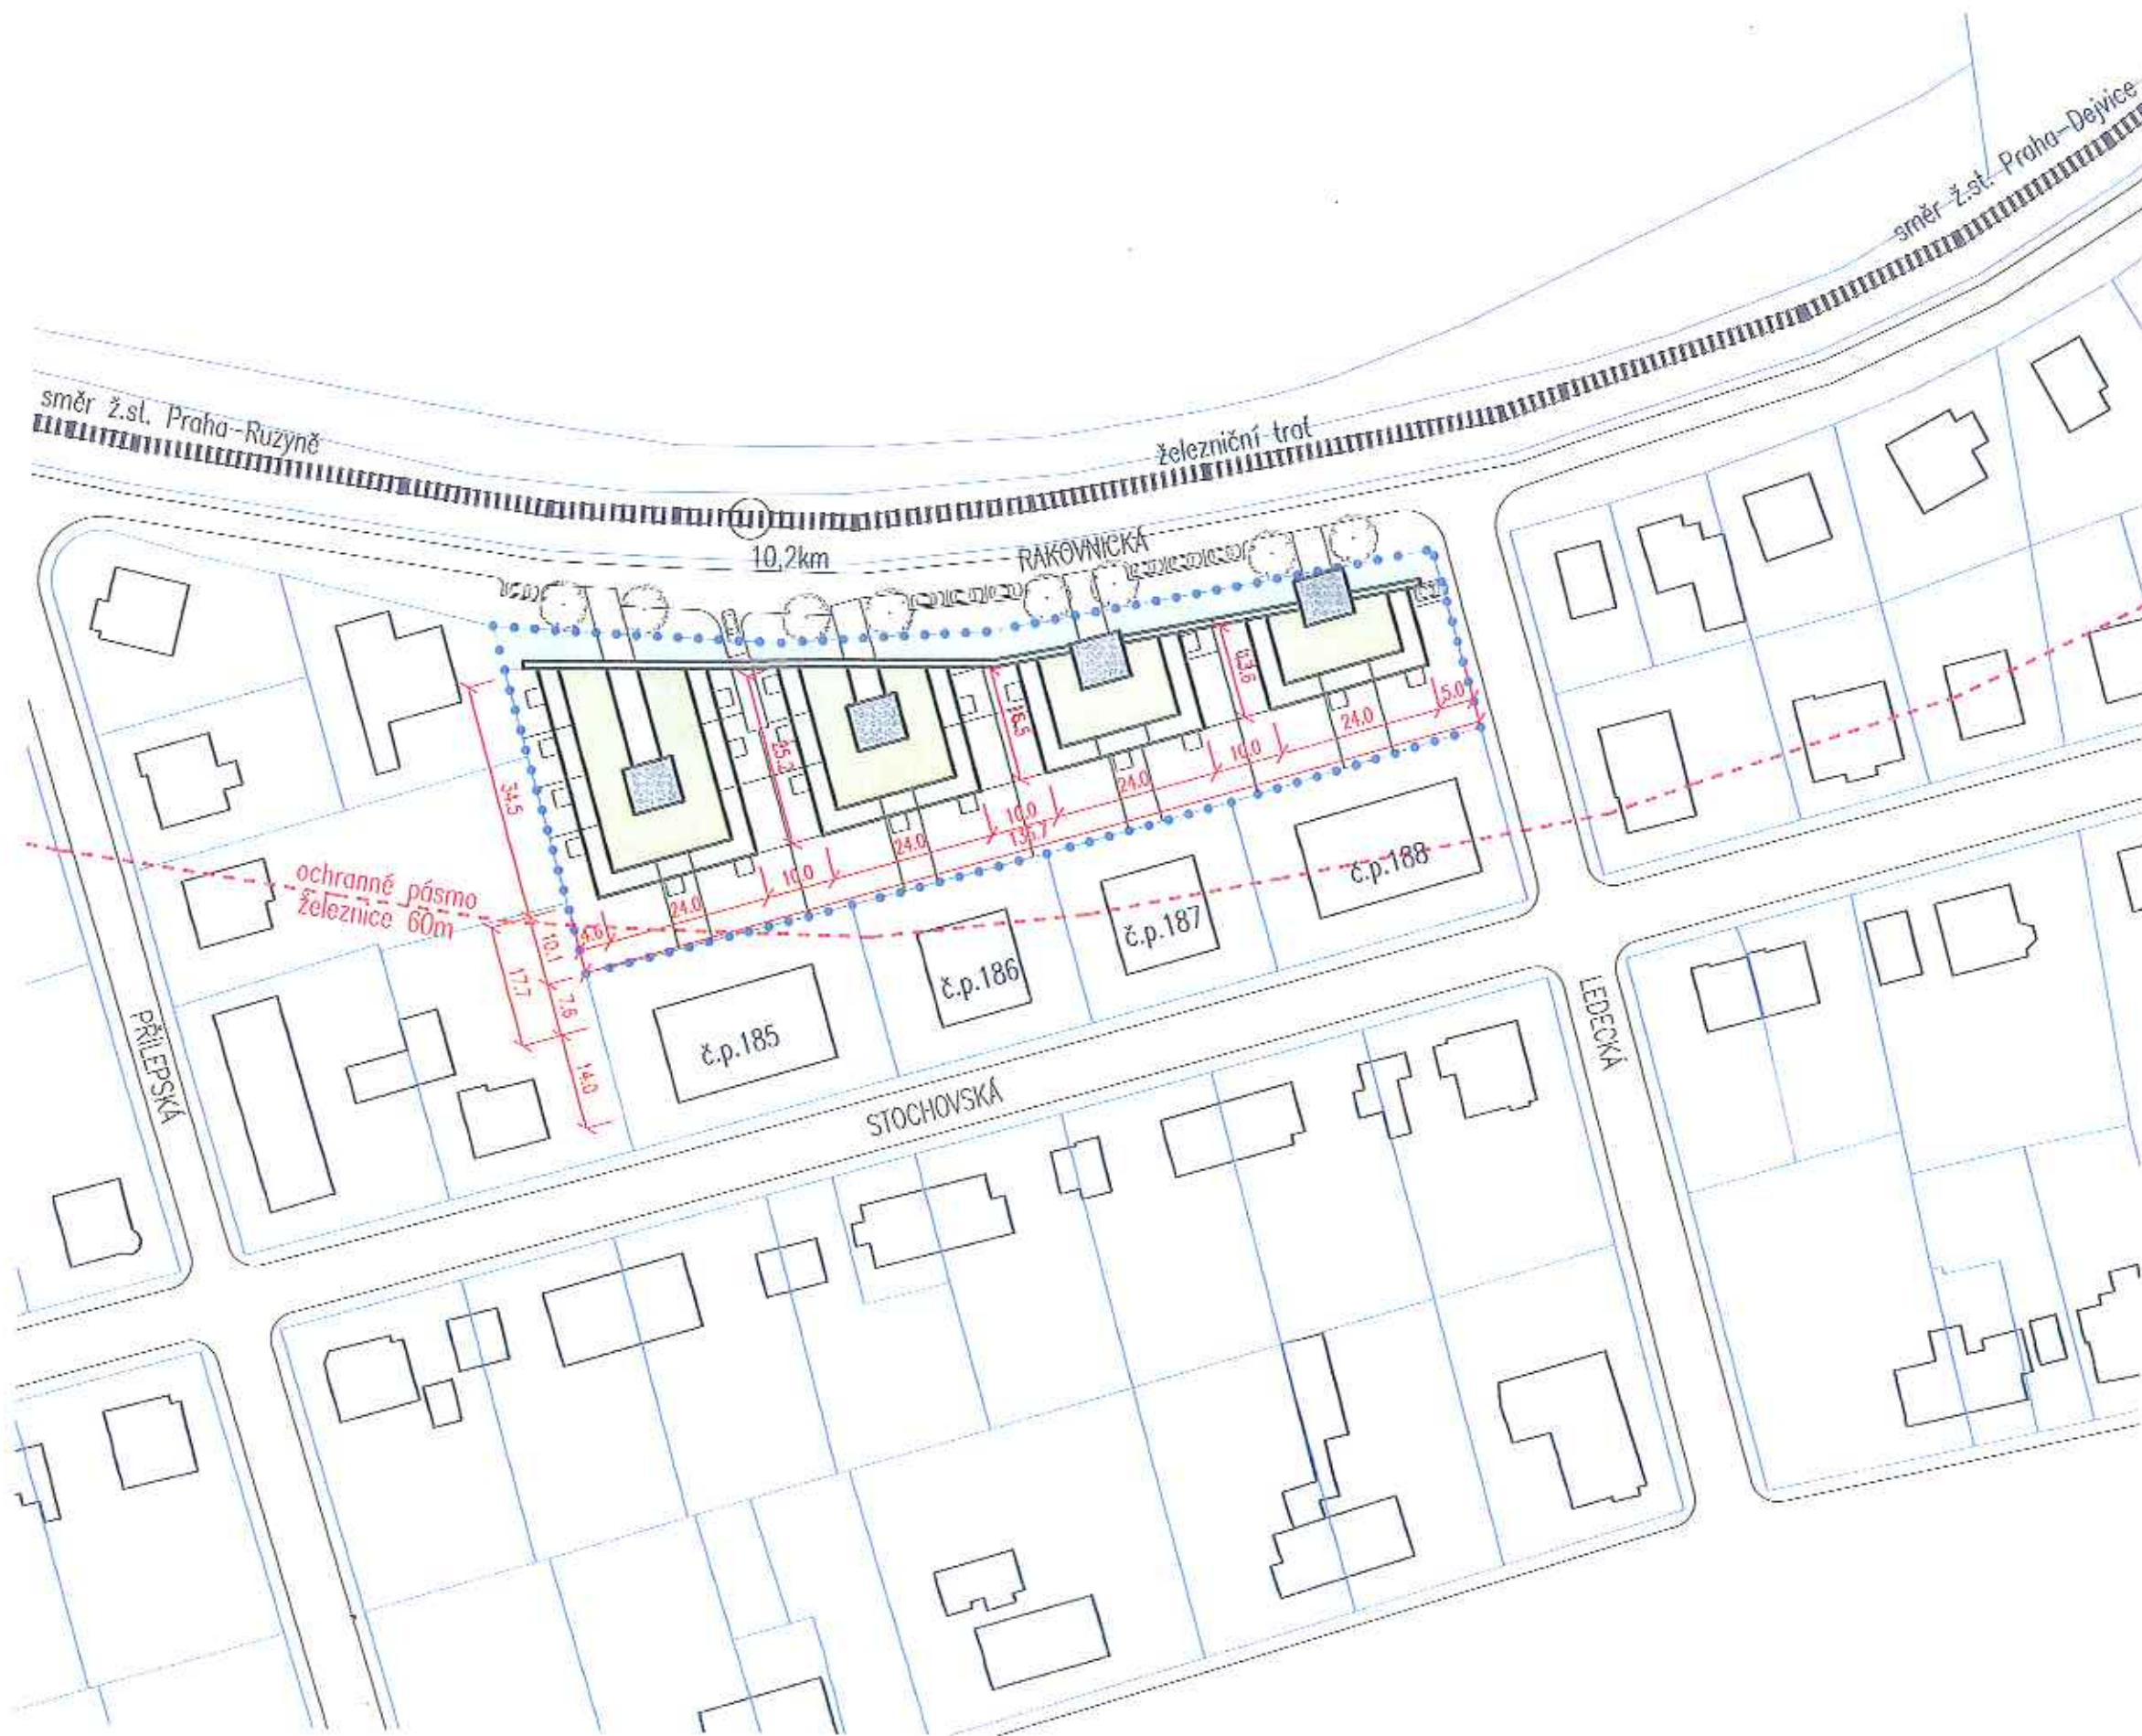 směr ž.st. Praha-Dejvice
směr ž.st. Praha-Ruzyně
železniční trať
10,2km
RAKOVNICKÁ
34.5
25.2
16.5
13.6
5.0
24.0
10.0
24.0
10.0
135.7
24.0
10.0
24.0
4.6
ochranné pásmo
železnice 60m
10.1
17.7
7.6
14.0
č.p.188
č.p.187
č.p.186
č.p.185
PŘÍLEPSKÁ
STOCHOVSKÁ
LEDECKÁ